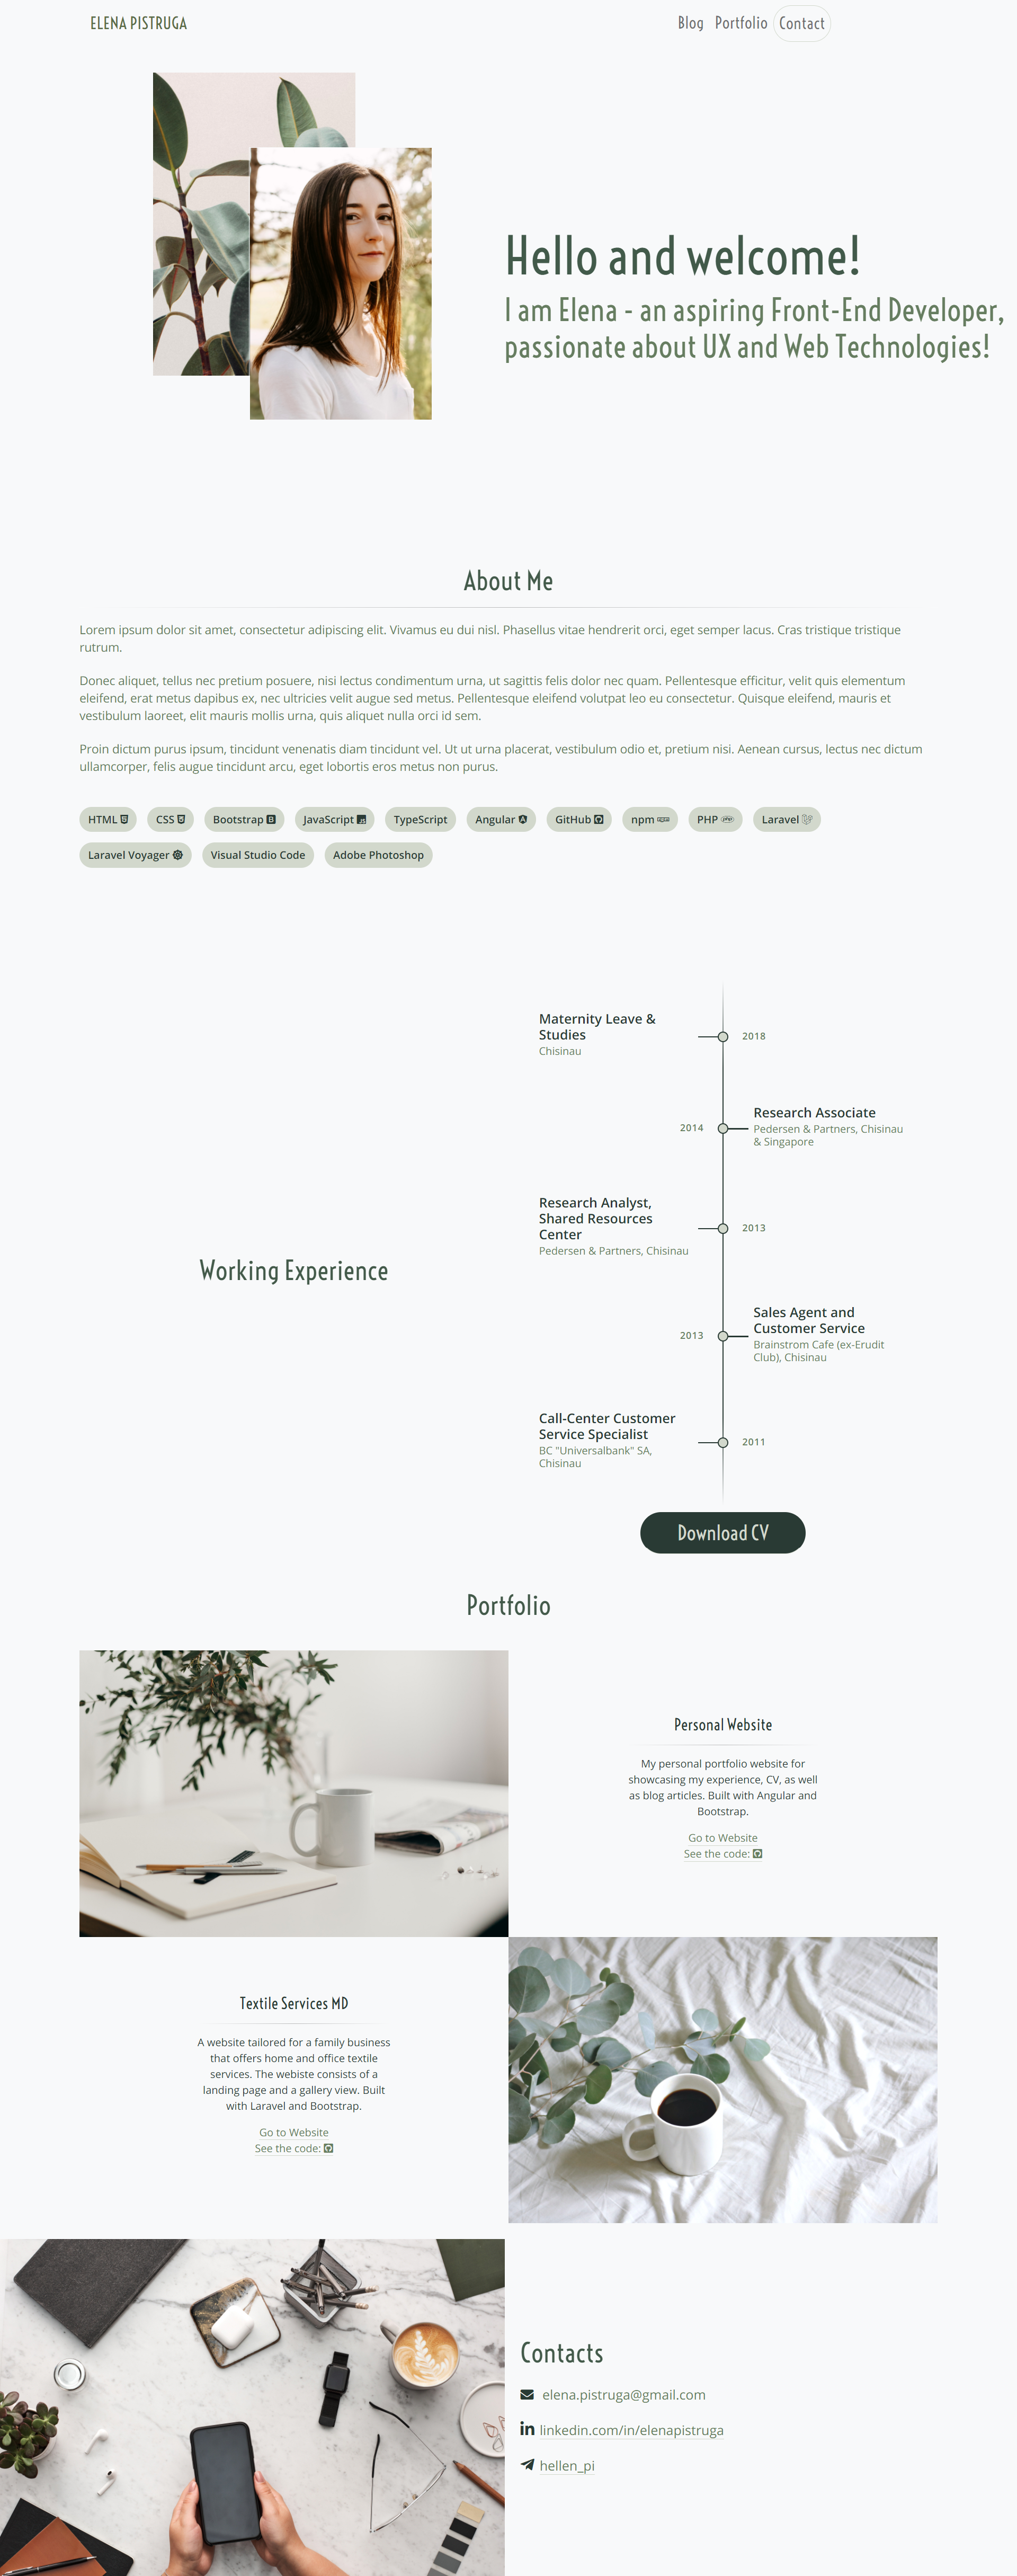 ELENA PISTRUGA
Blog
Portfolio
Contact
Hello and welcome!
I am Elena - an aspiring Front-End Developer,
passionate about UX and Web Technologies!
About Me
Lorem ipsum dolor sit amet, consectetur adipiscing elit. Vivamus eu dui nisl. Phasellus vitae hendrerit orci, eget semper lacus. Cras tristique tristique
rutrum.
Donec aliquet, tellus nec pretium posuere, nisi lectus condimentum urna, ut sagittis felis dolor nec quam. Pellentesque efficitur, velit quis elementum
eleifend, erat metus dapibus ex, nec ultricies velit augue sed metus. Pellentesque eleifend volutpat leo eu consectetur. Quisque eleifend, mauris et
vestibulum laoreet, elit mauris mollis urna, quis aliquet nulla orci id sem.
Proin dictum purus ipsum, tincidunt venenatis diam tincidunt vel. Ut ut urna placerat, vestibulum odio et, pretium nisi. Aenean cursus, lectus nec dictum
ullamcorper, felis augue tincidunt arcu, eget lobortis eros metus non purus.
HTML CSS Bootstrap JavaScript TypeScript Angular GitHub npm PHP Laravel
Laravel Voyager Visual Studio Code Adobe Photoshop
Working Experience
Maternity Leave &
Studies
Chisinau
2018
2014
Research Associate
Pedersen & Partners, Chisinau
& Singapore
Research Analyst,
Shared Resources
Center
Pedersen & Partners, Chisinau
2013
2013
Sales Agent and
Customer Service
Brainstrom Cafe (ex-Erudit
Club), Chisinau
Call-Center Customer
Service Specialist
BC "Universalbank" SA,
Chisinau
2011
Download CV
Portfolio
Personal Website
My personal portfolio website for
showcasing my experience, CV, as well
as blog articles. Built with Angular and
Bootstrap.
Go to Website
See the code:
Textile Services MD
A website tailored for a family business
that offers home and office textile
services. The webiste consists of a
landing page and a gallery view. Built
with Laravel and Bootstrap.
Go to Website
See the code:
Contacts
elena.pistruga@gmail.com
linkedin.com/in/elenapistruga
hellen_pi